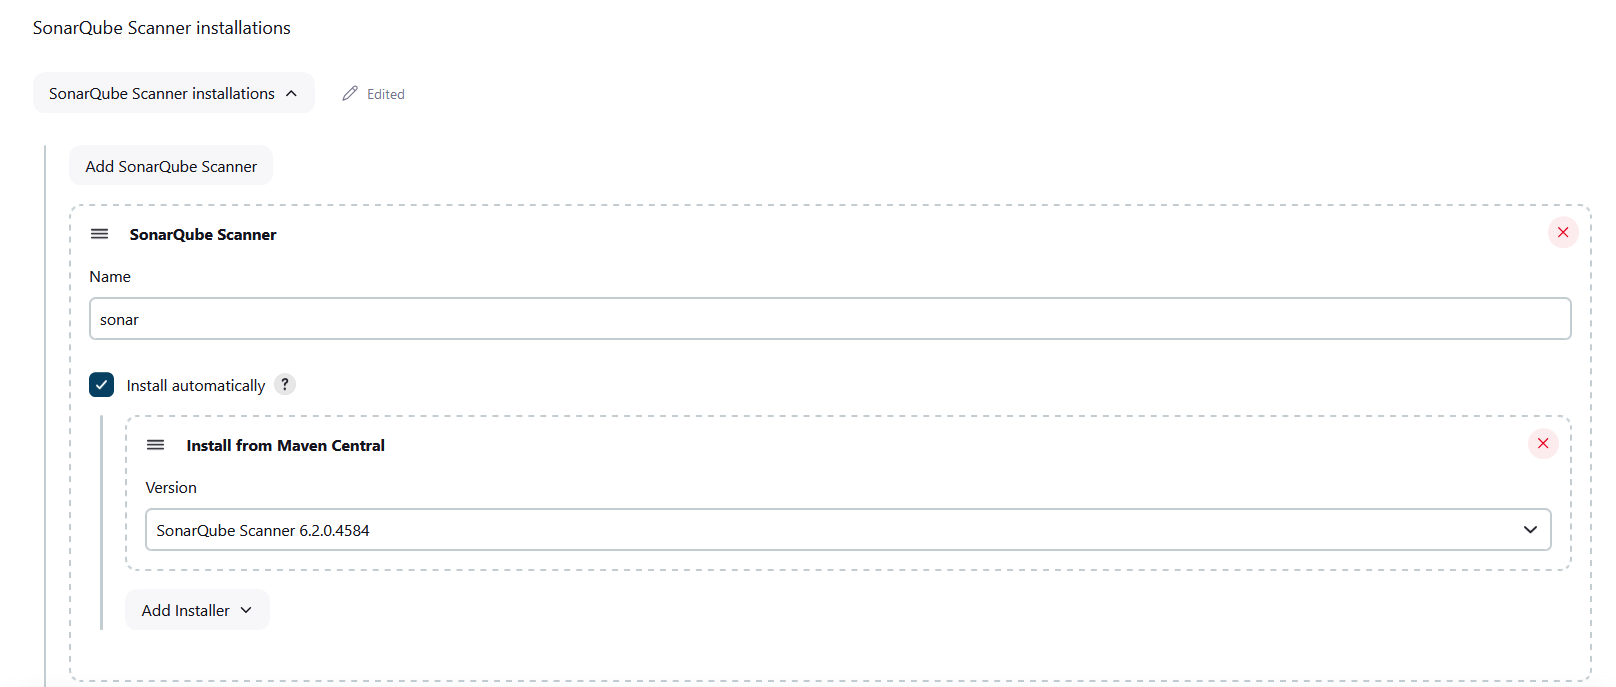 SonarQube Scanner installations
SonarQube Scanner installations
Edited
Add SonarQube Scanner
SonarQube Scanner
Name
sonar
Install automatically ?
Install from Maven Central
Version
SonarQube Scanner 6.2.0.4584
Add Installer